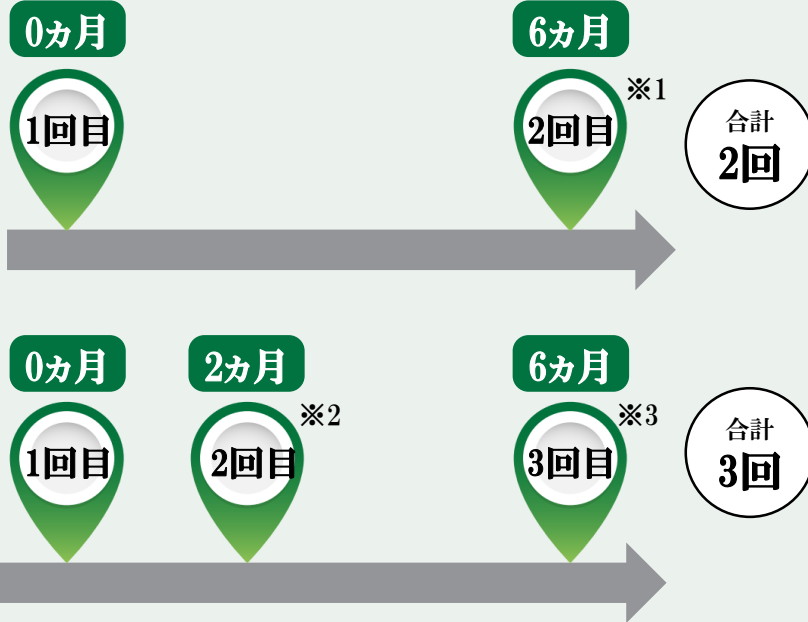 0ヵ月 6ヵ月
1回目 2回目 ※1
合計
2回
0ヵ月 2ヵ月 6ヵ月
1回目 2回目 ※2 3回目 ※3
合計
3回